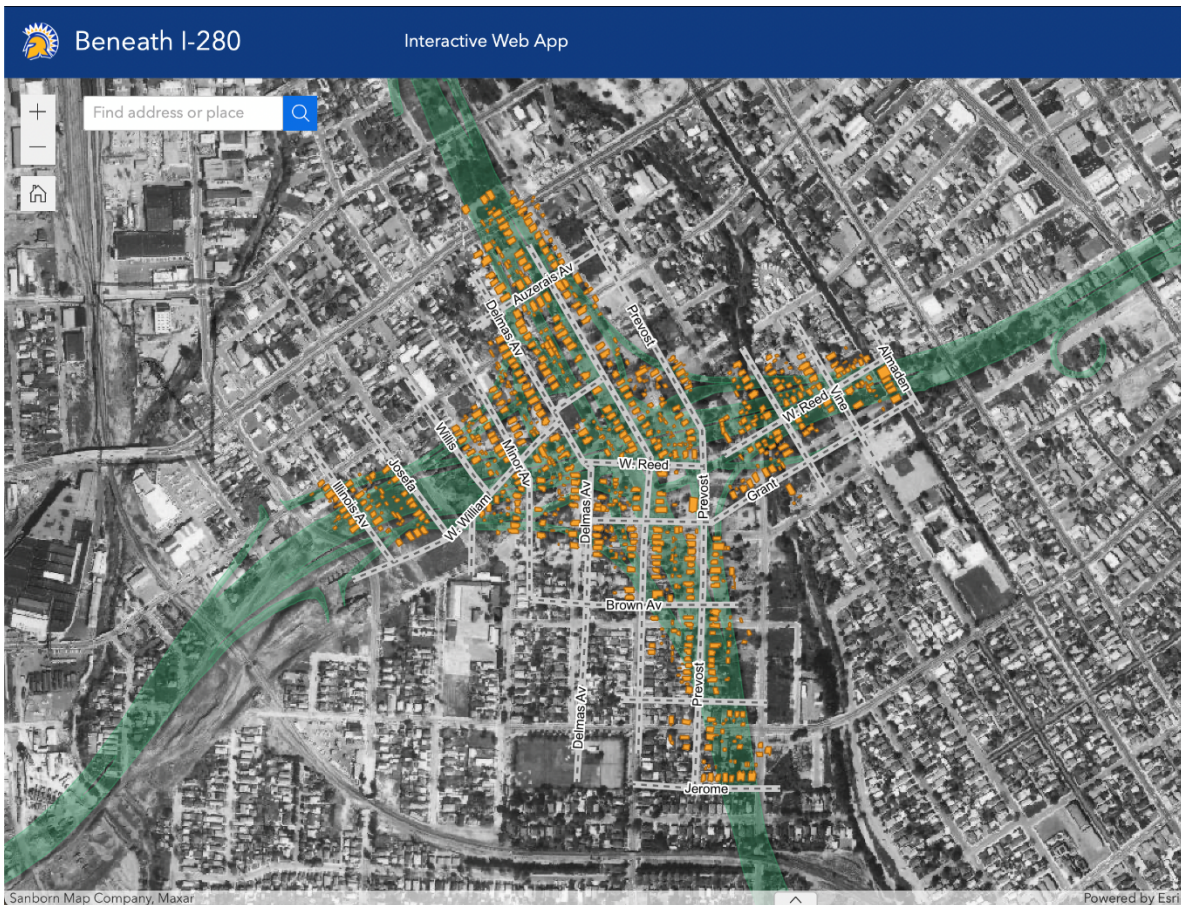 Beneath I-280
Interactive Web App
+
Find address or place
−
Auzerais Av
Delmas Av
Prevost
Almaden
Vine
W. Reed
Willis
Minor Av
W. Reed
Josefa
Illinois Av
W. William
Delmas Av
Prevost
Grant
Brown Av
Prevost
Delmas Av
Jerome
Sanborn Map Company, Maxar
Powered by Esri